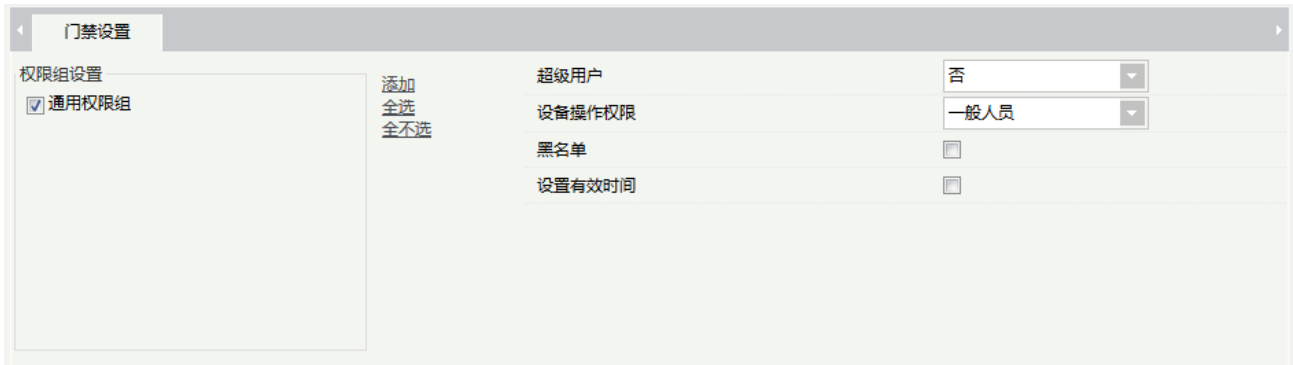 门禁设置
权限组设置
通用权限组
添加
全选
全不选
超级用户 否
设备操作权限 一般人员
黑名单
设置有效时间